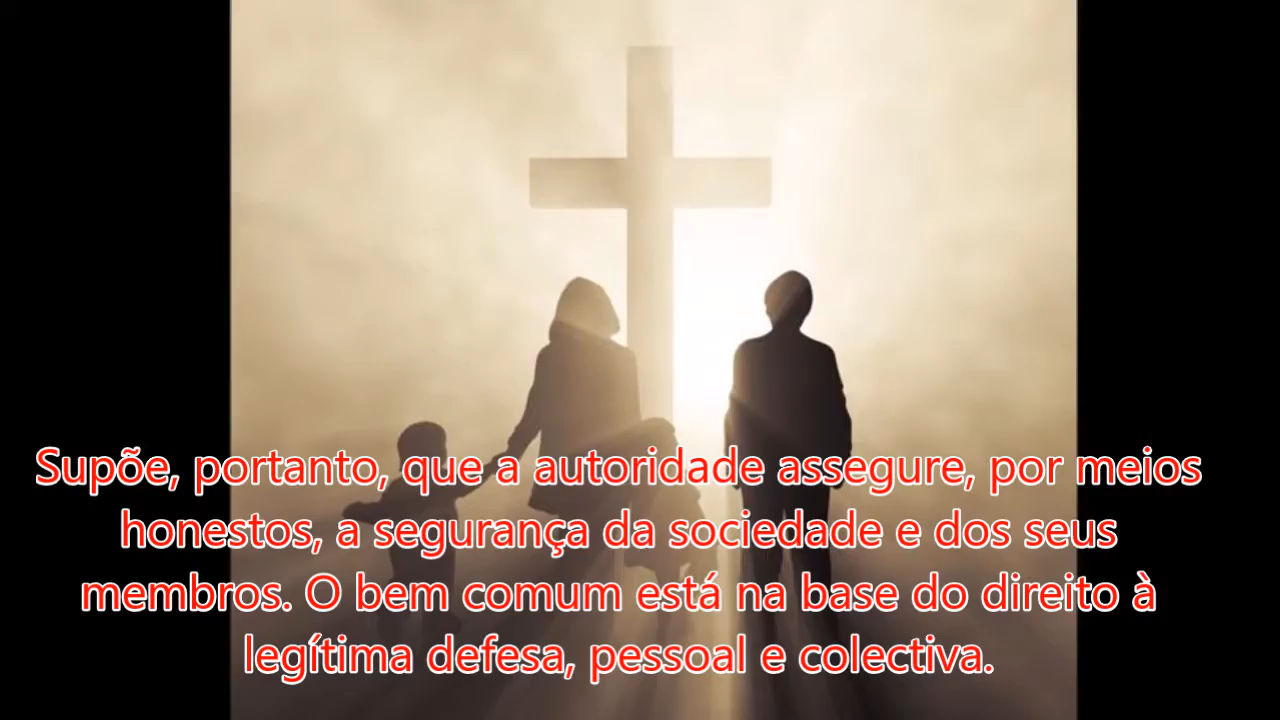 Supõe, portanto, que a autoridade assegure, por meios
honestos, a segurança da sociedade e dos seus
membros. O bem comum está na base do direito à
legítima defesa, pessoal e colectiva.